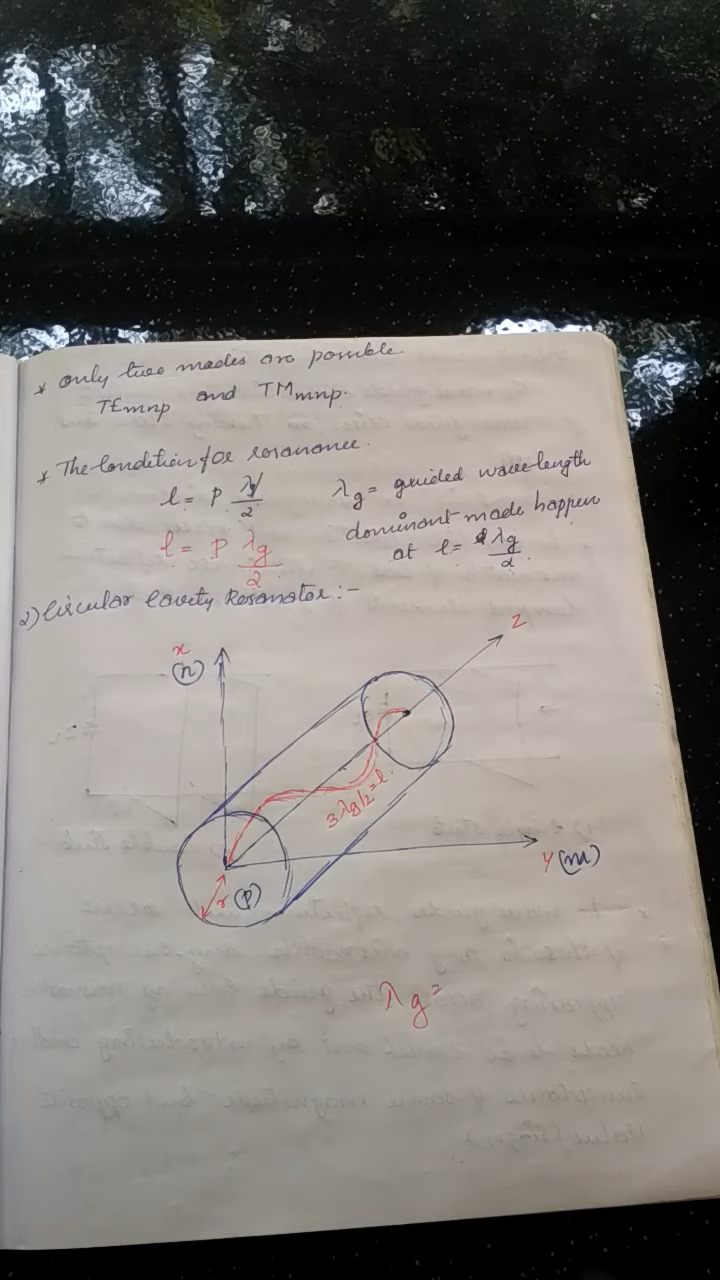 * only two modes are possible.
TEmnp and TMmnp.
* The condition for resonance.
l = p λg/2
λg = guided wavelength
l = p λg/2
dominant mode happen
at l = λg/2
2) Circular Cavity Resonator :-
x
(n)
z
3λg/2 = l
y (m)
r (p)
λg =